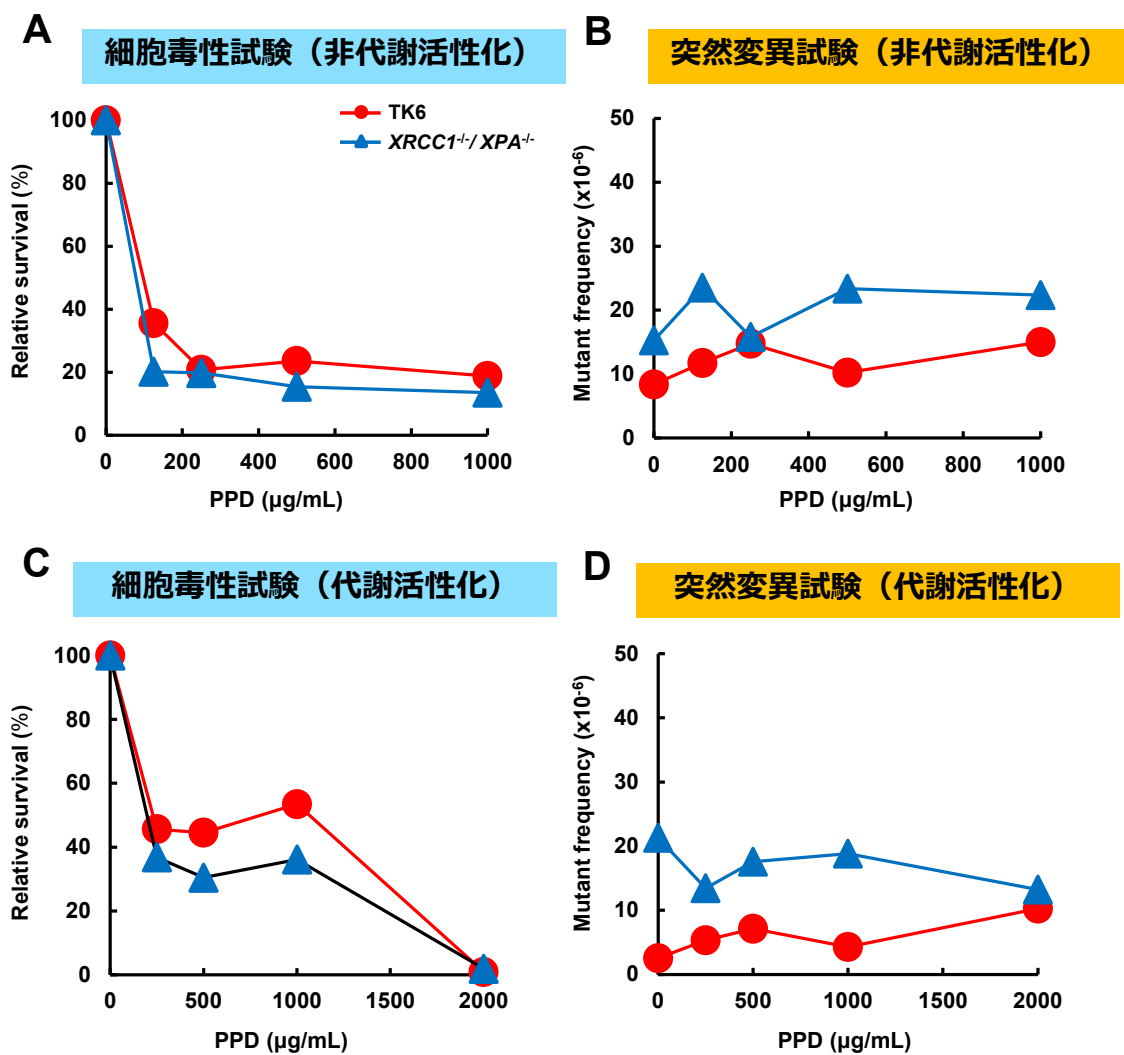 A
細胞毒性試験（非代謝活性化）
Relative survival (%)
100
80
60
40
20
0
TK6
XRCC1-/-/ XPA-/-
0 200 400 600 800 1000
PPD (μg/mL)
B
突然変異試験（非代謝活性化）
Mutant frequency (x10-6)
50
40
30
20
10
0
0 200 400 600 800 1000
PPD (μg/mL)
C
細胞毒性試験（代謝活性化）
Relative survival (%)
100
80
60
40
20
0
0 500 1000 1500 2000
PPD (μg/mL)
D
突然変異試験（代謝活性化）
Mutant frequency (x10-6)
50
40
30
20
10
0
0 500 1000 1500 2000
PPD (μg/mL)